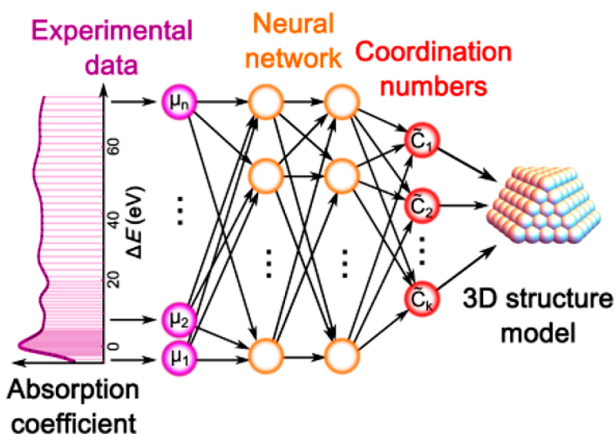 Experimental
data
Neural
network
Coordination
numbers
μn
μ2
μ1
C̃1
C̃2
C̃k
60
40
20
0
ΔE (eV)
Absorption
coefficient
3D structure
model